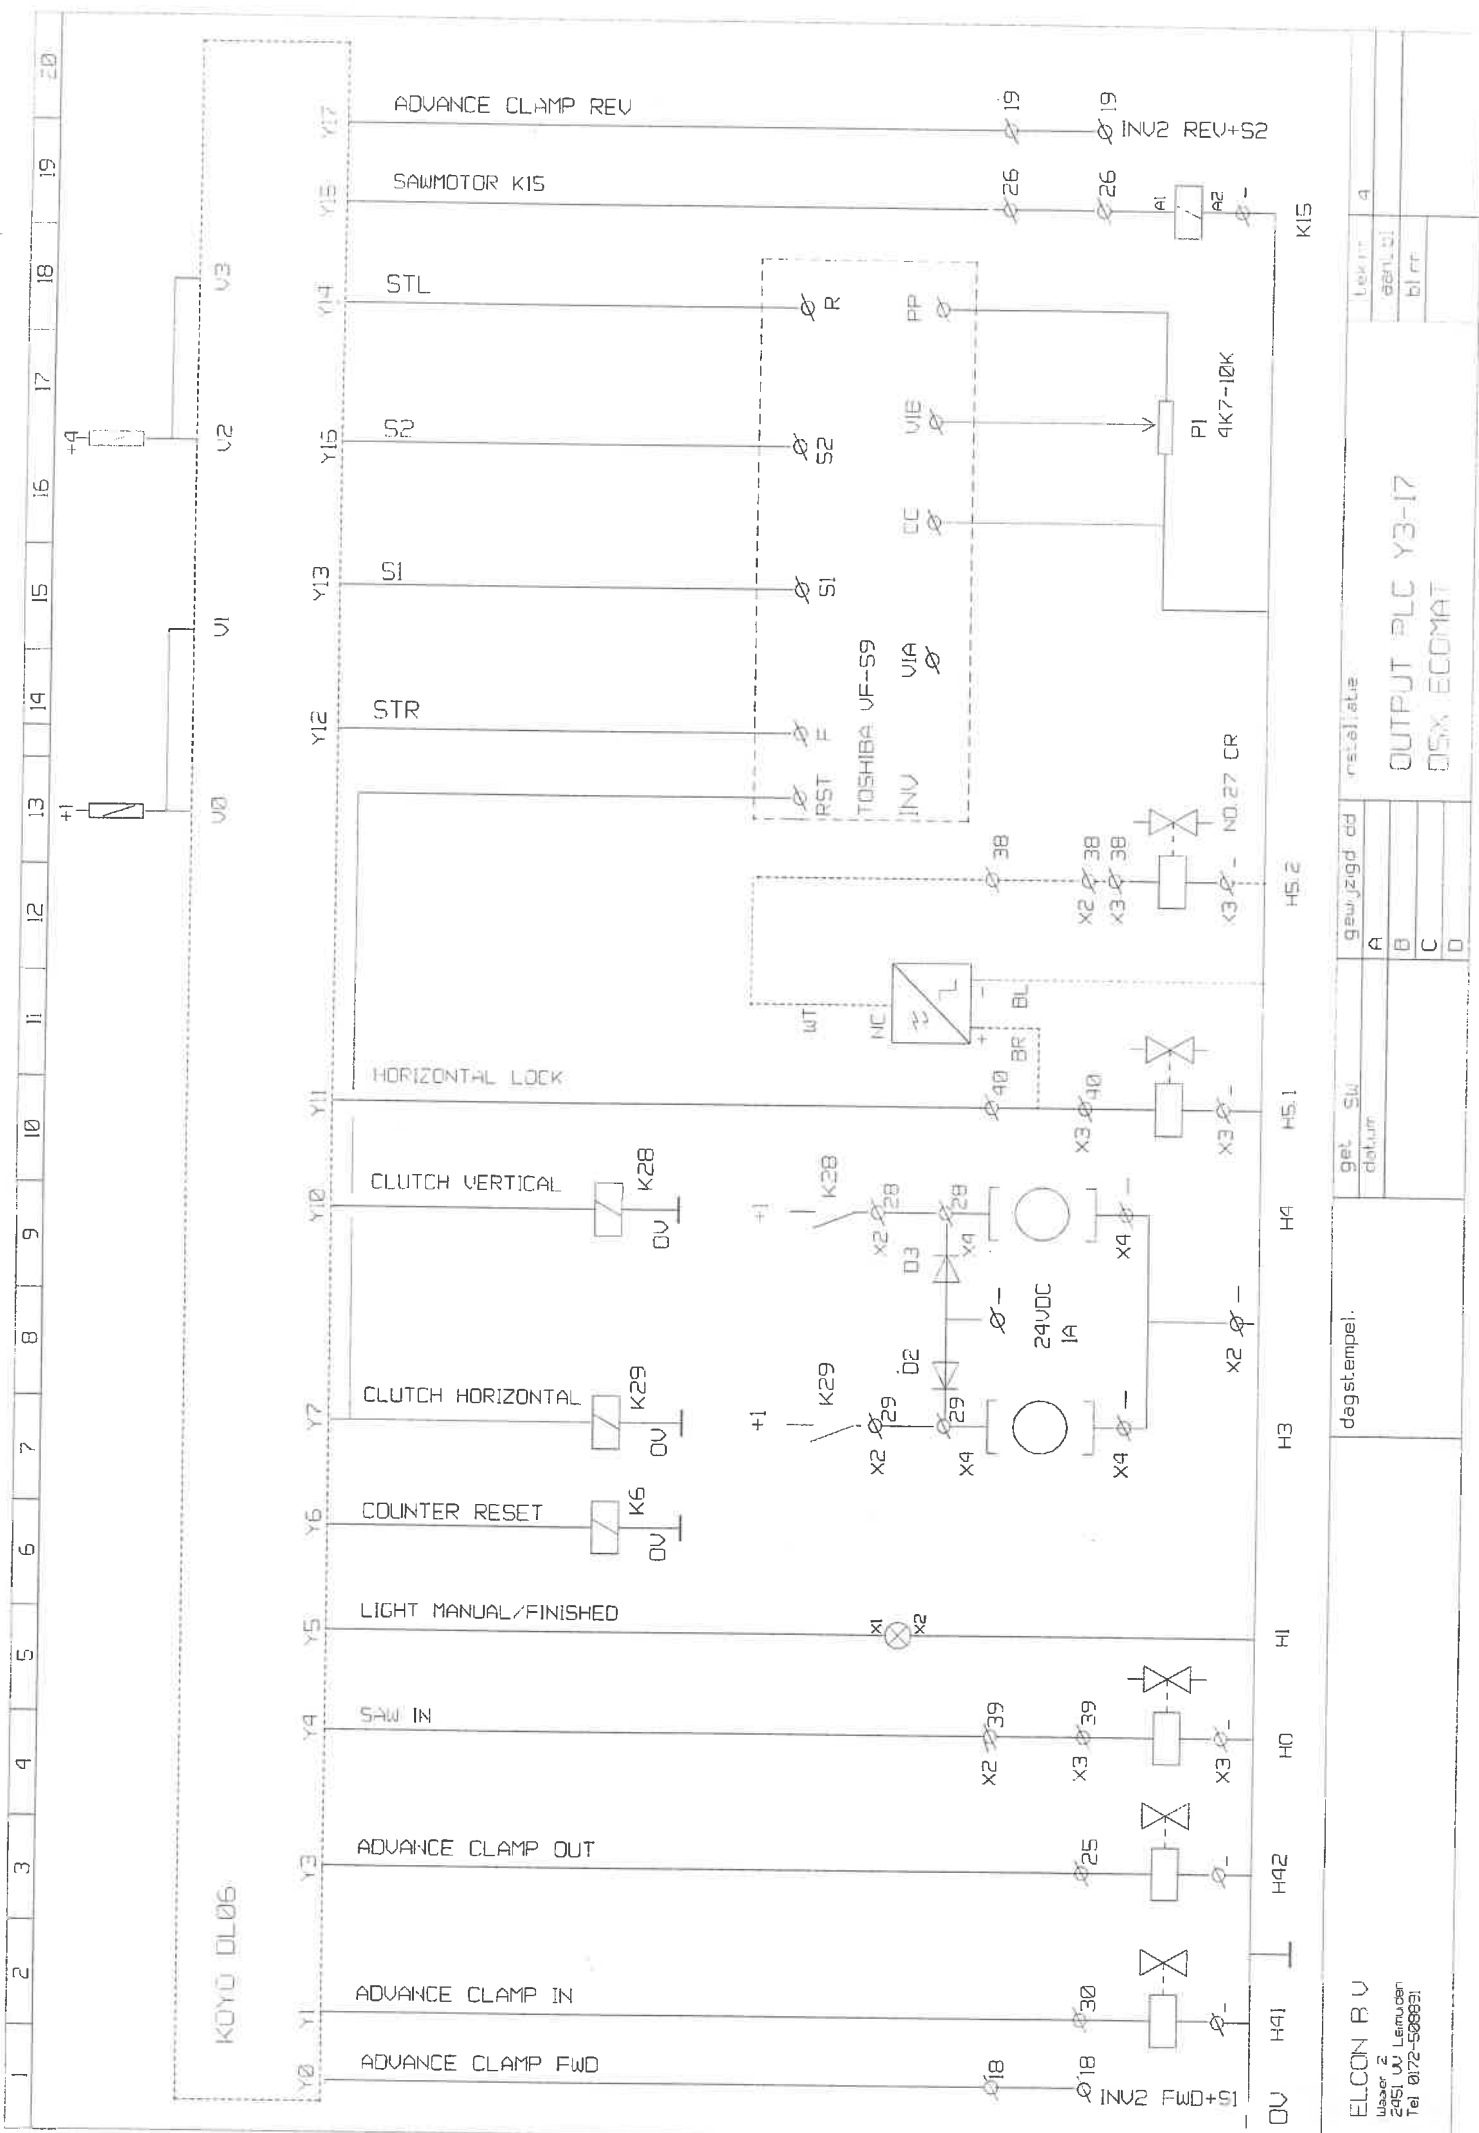 1 2 3 4 5 6 7 8 9 10 11 12 13 14 15 16 17 18 19 20
+1 +4
KOYO DL06
V0 V1 V2 V3
Y0 Y1 Y3 Y4 Y5 Y6 Y7 Y10 Y11 Y12 Y13 Y15 Y14 Y16 Y17
ADVANCE CLAMP FWD
18
18
INV2 FWD+S1
ADVANCE CLAMP IN
30
-
H41
ADVANCE CLAMP OUT
25
-
H42
SAW IN
X2 39
X3 39
X3 -
H0
LIGHT MANUAL/FINISHED
X1
X2
H1
COUNTER RESET
K6
0V
CLUTCH HORIZONTAL
K29
0V
+1
K29
X2 29
X4 29
X4 -
H3
D2
-
24VDC
1A
X2 -
D3
CLUTCH VERTICAL
K28
0V
+1
K28
X2 28
X4 28
X4 -
H4
HORIZONTAL LOCK
40
X3 40
X3 -
H5.1
WT
NC
+ -
BR
BL
38
X2 38
X3 38
X3 -
NO.27 CR
H5.2
STR
S1
S2
STL
RST F S1 S2 R
TOSHIBA VF-S9
INV
VIA CC VIB PP
P1
4K7-10K
SAWMOTOR K15
26
26
A1
A2
-
K15
ADVANCE CLAMP REV
19
19
INV2 REV+S2
0V
ELCON B.V
2451 VV Leimuiden
Tel 0172-508891
dagstempel.
get SW
datum
gewijzigd dd
A
B
C
D
OUTPUT PLC Y3-17
DSX ECOMAT
tek nr 4
aant bl
bl nr